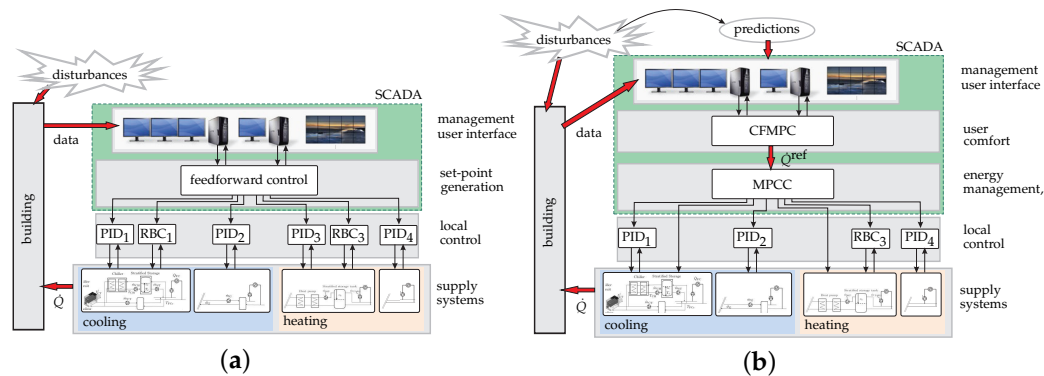 disturbances
SCADA
management
user interface
data
feedforward control
set-point
generation
building
PID1
RBC1
PID2
PID3
RBC3
PID4
local
control
Q̇
cooling
heating
supply
systems
(a)
disturbances
predictions
SCADA
management
user interface
data
CFMPC
user
comfort
Q̇ref
MPCC
energy
management,
building
PID1
PID2
RBC3
PID4
local
control
Q̇
cooling
heating
supply
systems
(b)